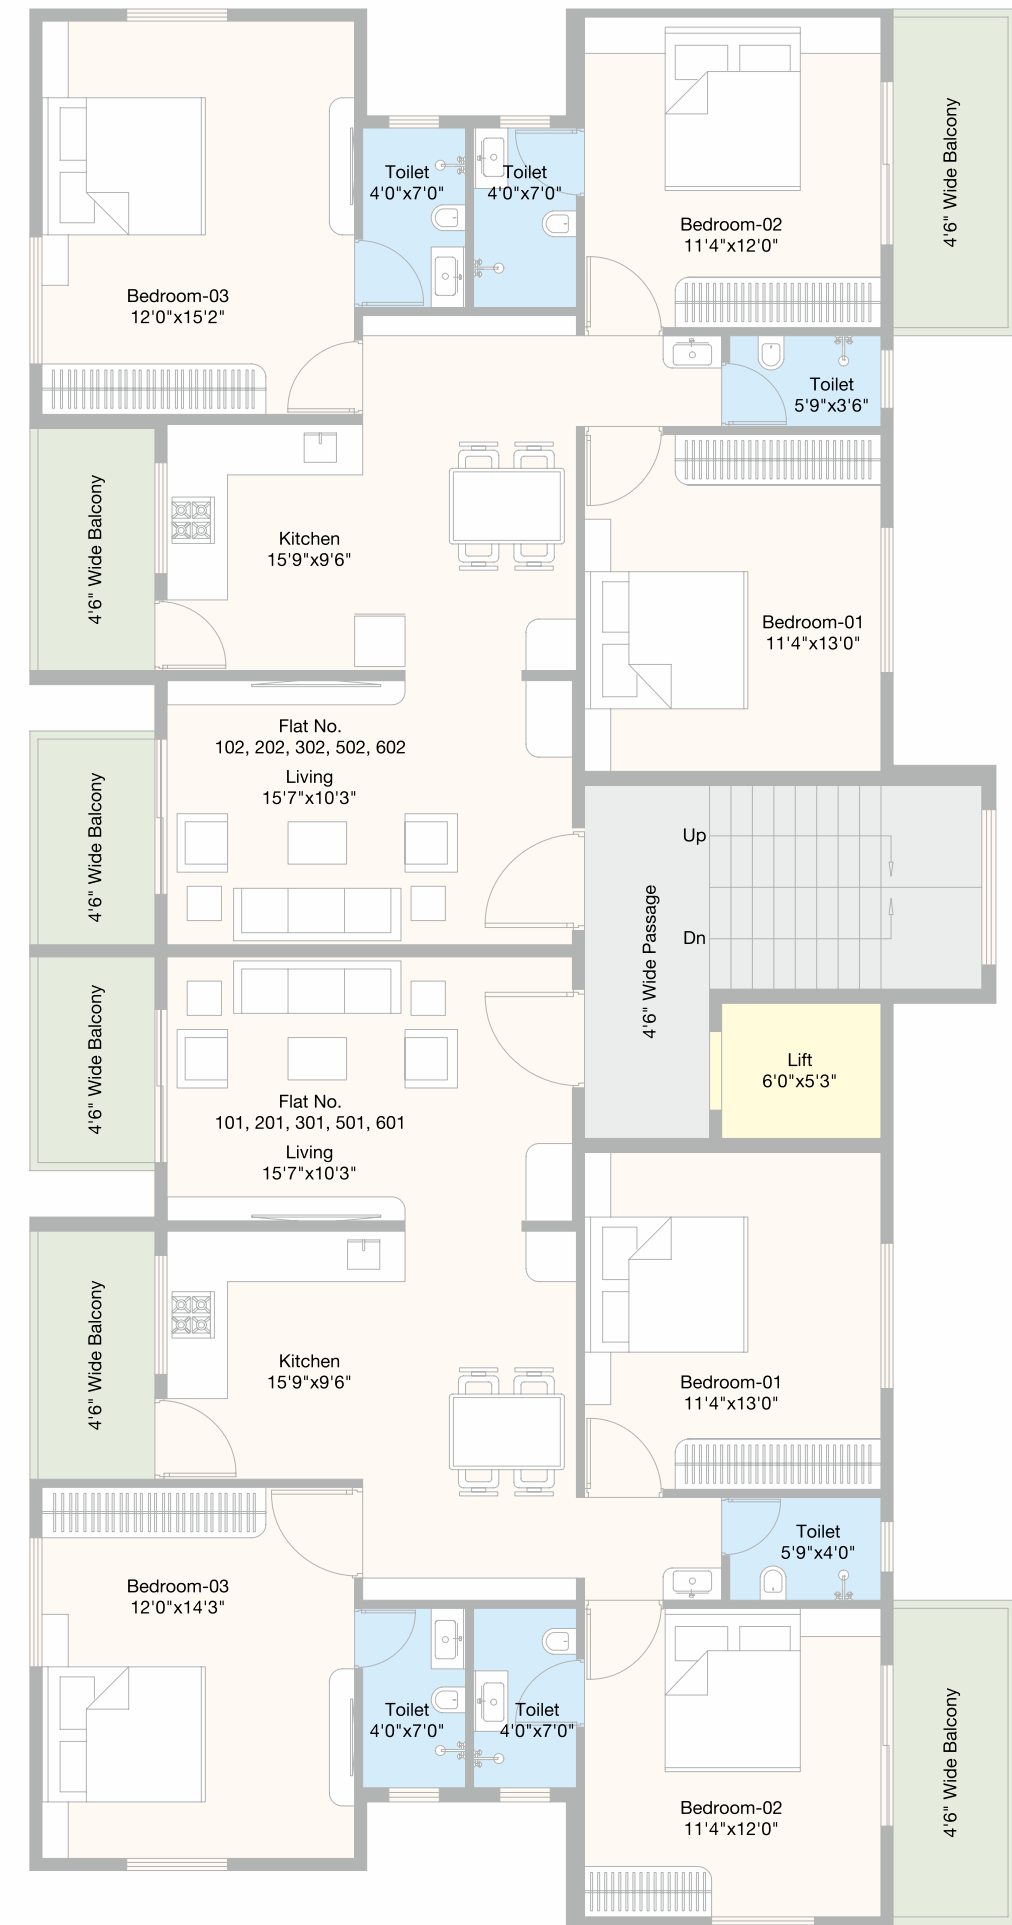 Toilet
4'0"x7'0"
Toilet
4'0"x7'0"
4'6" Wide Balcony
Bedroom-02
11'4"x12'0"
Bedroom-03
12'0"x15'2"
Toilet
5'9"x3'6"
4'6" Wide Balcony
Kitchen
15'9"x9'6"
Bedroom-01
11'4"x13'0"
Flat No.
102, 202, 302, 502, 602
Living
15'7"x10'3"
4'6" Wide Balcony
Up
Dn
4'6" Wide Passage
4'6" Wide Balcony
Lift
6'0"x5'3"
Flat No.
101, 201, 301, 501, 601
Living
15'7"x10'3"
4'6" Wide Balcony
Kitchen
15'9"x9'6"
Bedroom-01
11'4"x13'0"
Toilet
5'9"x4'0"
Bedroom-03
12'0"x14'3"
Toilet
4'0"x7'0"
Toilet
4'0"x7'0"
4'6" Wide Balcony
Bedroom-02
11'4"x12'0"